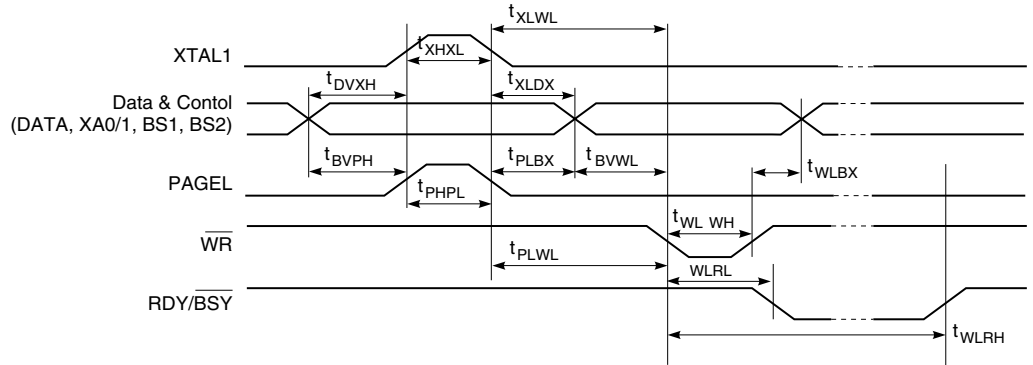 tXLWL
XTAL1
tXHXL
tDVXH
tXLDX
Data & Contol
(DATA, XA0/1, BS1, BS2)
tBVPH
tPLBX
tBVWL
tWLBX
PAGEL
tPHPL
tWL WH
WR
tPLWL
WLRL
RDY/BSY
tWLRH